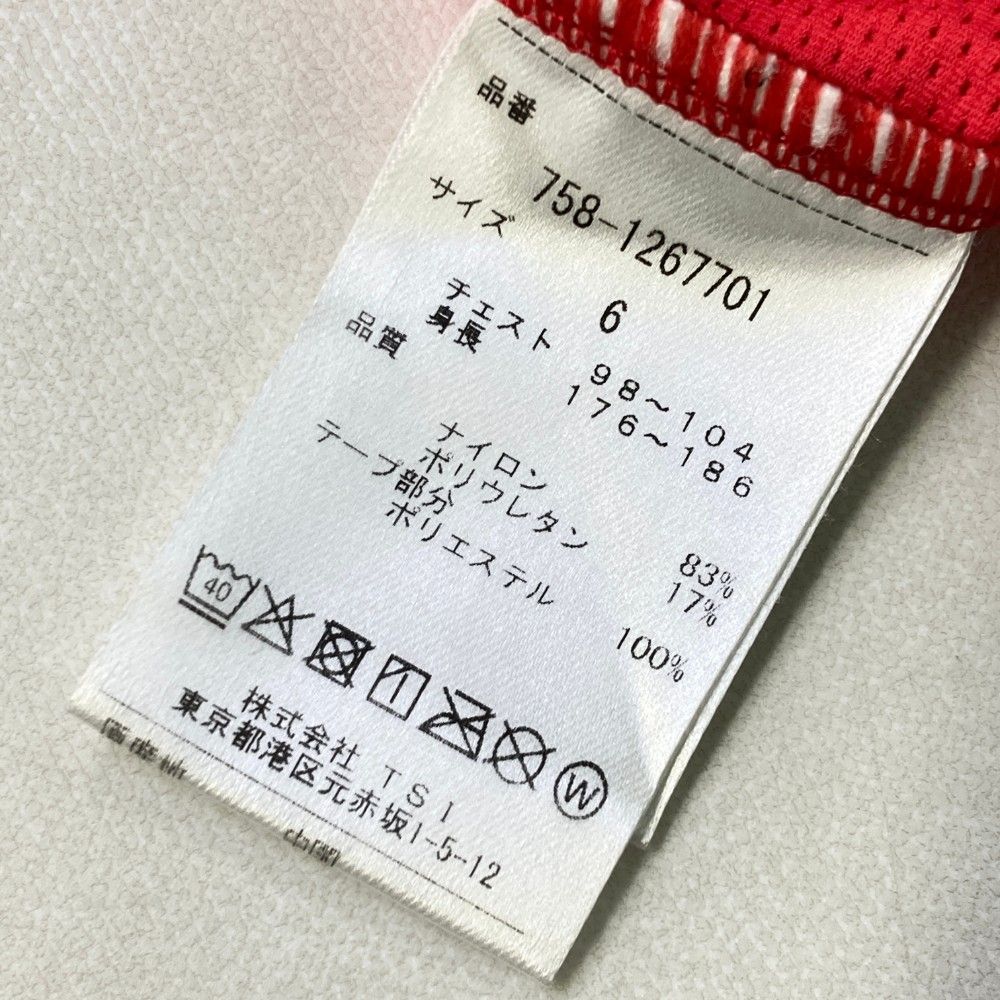 品番
758-1267701
サイズ
6
チェスト 98～104
身長 176～186
品質
ナイロン 83%
ポリウレタン 17%
テープ部分
ポリエステル 100%
40
W
株式会社 TSI
東京都港区元赤坂1-5-12